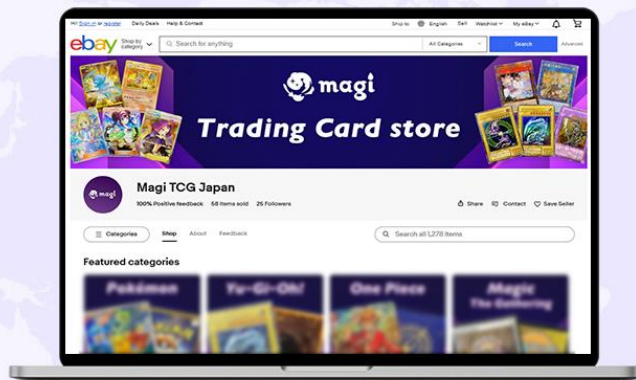 Hi! Sign in or register Daily Deals Help & Contact Ship to English Sell Watchlist My eBay
ebay Shop by category Search for anything All Categories Search Advanced
magi
Trading Card store
magi
Magi TCG Japan
100% Positive feedback 58 Items sold 25 Followers Share Contact Save Seller
Categories Shop About Feedback Search all 1,278 items
Featured categories
Pokémon Yu-Gi-Oh! One Piece Magic
The Gathering